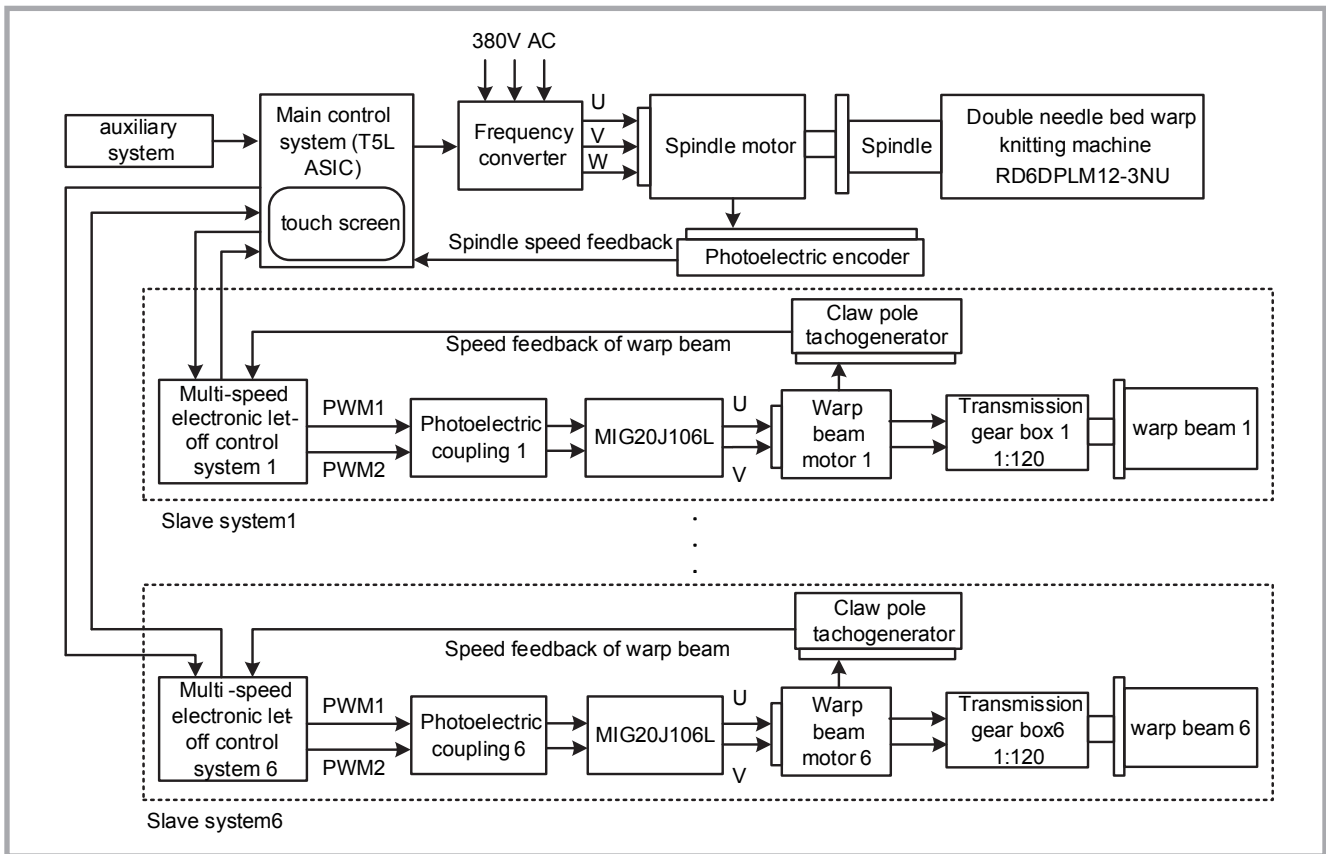 380V AC
auxiliary
system
Main control
system (T5L
ASIC)
touch screen
Frequency
converter
U
V
W
Spindle motor
Spindle
Double needle bed warp
knitting machine
RD6DPLM12-3NU
Spindle speed feedback
Photoelectric encoder
Claw pole
tachogenerator
Speed feedback of warp beam
Multi-speed
electronic let-
off control
system 1
PWM1
PWM2
Photoelectric
coupling 1
MIG20J106L
U
V
Warp
beam
motor 1
Transmission
gear box 1
1:120
warp beam 1
Slave system1
Claw pole
tachogenerator
Speed feedback of warp beam
Multi -speed
electronic let-
off control
system 6
PWM1
PWM2
Photoelectric
coupling 6
MIG20J106L
U
V
Warp
beam
motor 6
Transmission
gear box6
1:120
warp beam 6
Slave system6